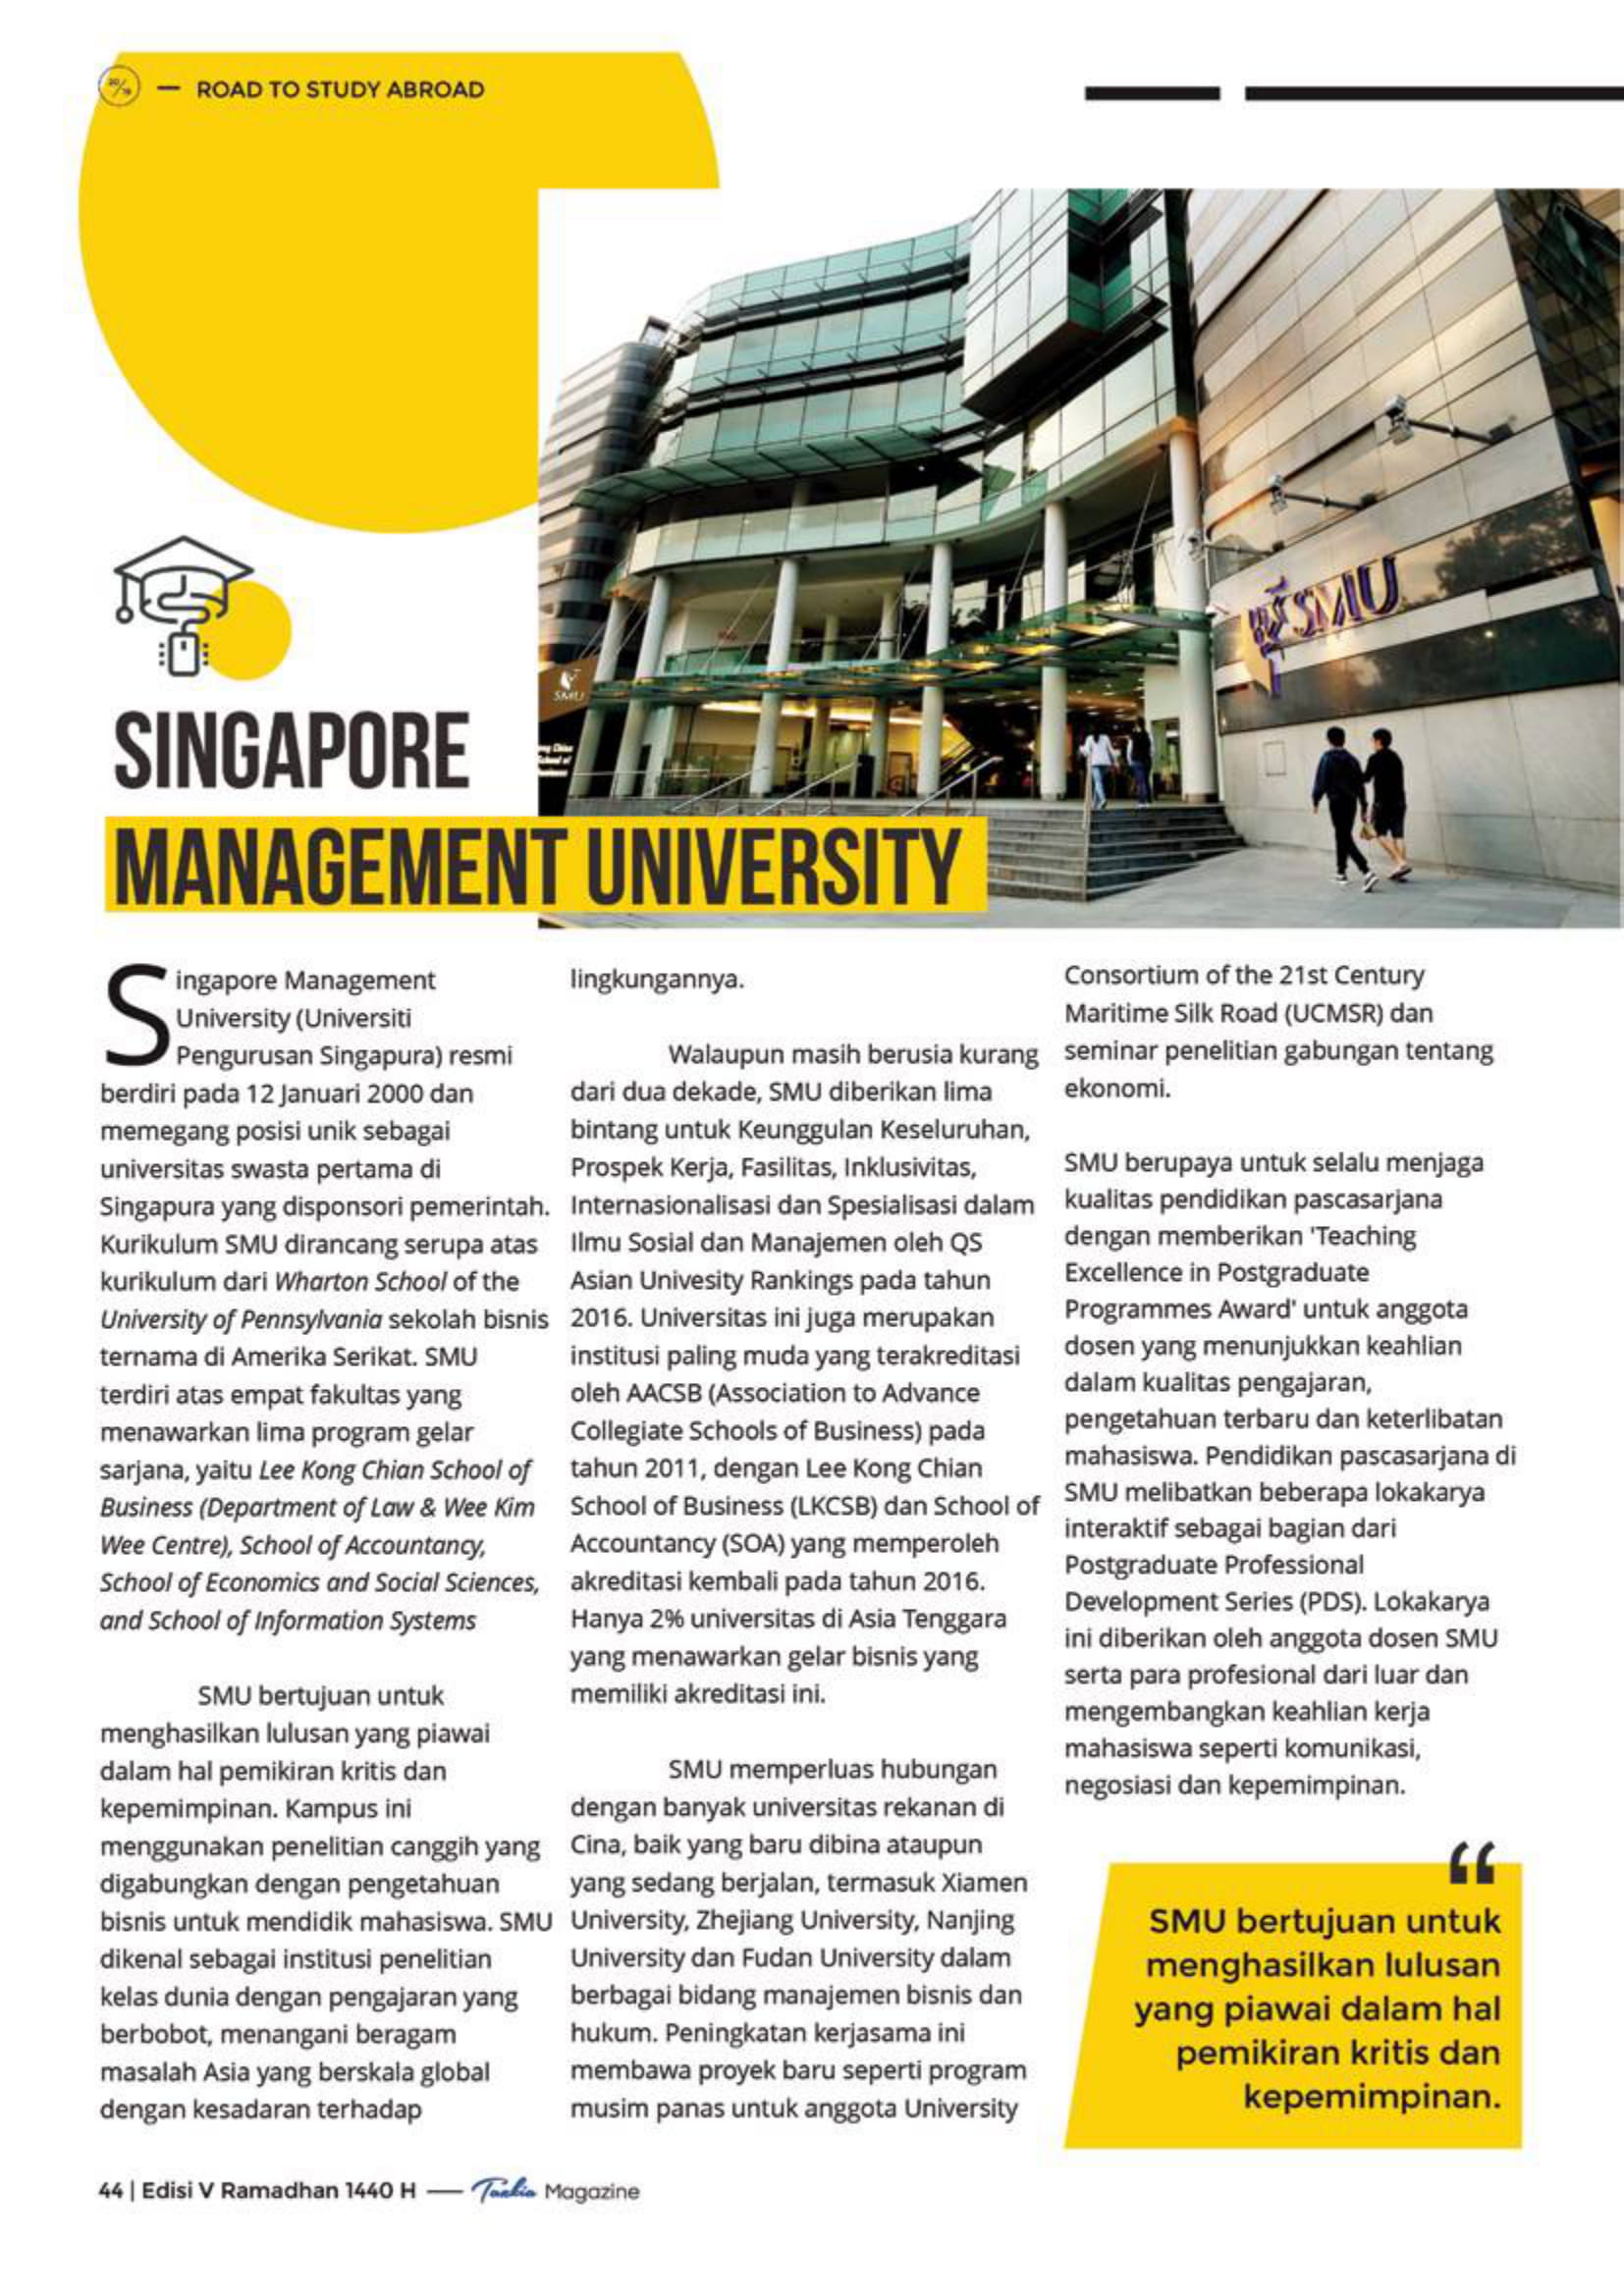 ROAD TO STUDY ABROAD
SMU
SMU
SINGAPORE
MANAGEMENT UNIVERSITY
Singapore Management
University (Universiti
Pengurusan Singapura) resmi
berdiri pada 12 Januari 2000 dan
memegang posisi unik sebagai
universitas swasta pertama di
Singapura yang disponsori pemerintah.
Kurikulum SMU dirancang serupa atas
kurikulum dari Wharton School of the
University of Pennsylvania sekolah bisnis
ternama di Amerika Serikat. SMU
terdiri atas empat fakultas yang
menawarkan lima program gelar
sarjana, yaitu Lee Kong Chian School of
Business (Department of Law & Wee Kim
Wee Centre), School of Accountancy,
School of Economics and Social Sciences,
and School of Information Systems
SMU bertujuan untuk
menghasilkan lulusan yang piawai
dalam hal pemikiran kritis dan
kepemimpinan. Kampus ini
menggunakan penelitian canggih yang
digabungkan dengan pengetahuan
bisnis untuk mendidik mahasiswa. SMU
dikenal sebagai institusi penelitian
kelas dunia dengan pengajaran yang
berbobot, menangani beragam
masalah Asia yang berskala global
dengan kesadaran terhadap
lingkungannya.
Walaupun masih berusia kurang
dari dua dekade, SMU diberikan lima
bintang untuk Keunggulan Keseluruhan,
Prospek Kerja, Fasilitas, Inklusivitas,
Internasionalisasi dan Spesialisasi dalam
Ilmu Sosial dan Manajemen oleh QS
Asian Univesity Rankings pada tahun
2016. Universitas ini juga merupakan
institusi paling muda yang terakreditasi
oleh AACSB (Association to Advance
Collegiate Schools of Business) pada
tahun 2011, dengan Lee Kong Chian
School of Business (LKCSB) dan School of
Accountancy (SOA) yang memperoleh
akreditasi kembali pada tahun 2016.
Hanya 2% universitas di Asia Tenggara
yang menawarkan gelar bisnis yang
memiliki akreditasi ini.
SMU memperluas hubungan
dengan banyak universitas rekanan di
Cina, baik yang baru dibina ataupun
yang sedang berjalan, termasuk Xiamen
University, Zhejiang University, Nanjing
University dan Fudan University dalam
berbagai bidang manajemen bisnis dan
hukum. Peningkatan kerjasama ini
membawa proyek baru seperti program
musim panas untuk anggota University
Consortium of the 21st Century
Maritime Silk Road (UCMSR) dan
seminar penelitian gabungan tentang
ekonomi.
SMU berupaya untuk selalu menjaga
kualitas pendidikan pascasarjana
dengan memberikan 'Teaching
Excellence in Postgraduate
Programmes Award' untuk anggota
dosen yang menunjukkan keahlian
dalam kualitas pengajaran,
pengetahuan terbaru dan keterlibatan
mahasiswa. Pendidikan pascasarjana di
SMU melibatkan beberapa lokakarya
interaktif sebagai bagian dari
Postgraduate Professional
Development Series (PDS). Lokakarya
ini diberikan oleh anggota dosen SMU
serta para profesional dari luar dan
mengembangkan keahlian kerja
mahasiswa seperti komunikasi,
negosiasi dan kepemimpinan.
“
SMU bertujuan untuk
menghasilkan lulusan
yang piawai dalam hal
pemikiran kritis dan
kepemimpinan.
44 | Edisi V Ramadhan 1440 H — Tazkia Magazine